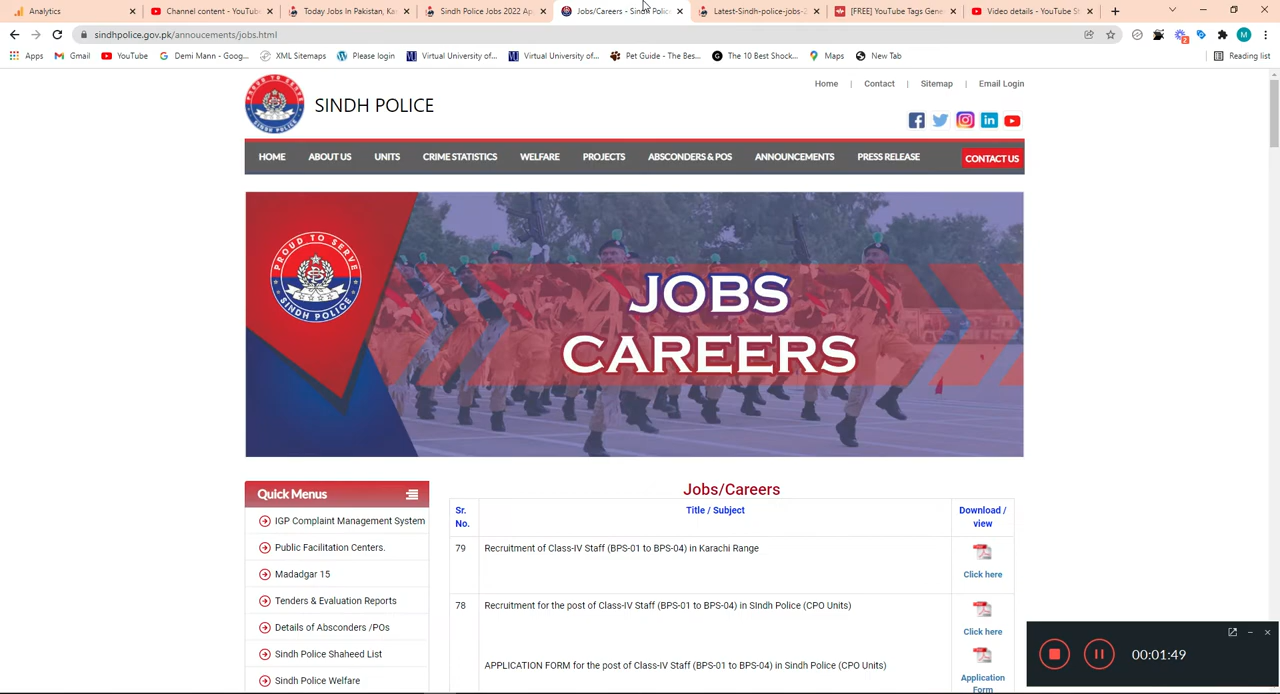 Analytics
Channel content - YouTub
Today Jobs In Pakistan, Ka
Sindh Police Jobs 2022 Ap
Jobs/Careers - Sindh Polic
Latest-Sindh-police-jobs-2
[FREE] YouTube Tags Gene
Video details - YouTube S
sindhpolice.gov.pk/annoucements/jobs.html
M
Apps
Gmail
YouTube
Demi Mann - Goog...
XML Sitemaps
Please login
Virtual University of...
Virtual University of...
Pet Guide - The Bes...
The 10 Best Shock...
Maps
New Tab
Reading list
Home | Contact | Sitemap | Email Login
SINDH POLICE
HOME
ABOUT US
UNITS
CRIME STATISTICS
WELFARE
PROJECTS
ABSCONDERS & POS
ANNOUNCEMENTS
PRESS RELEASE
CONTACT US
PROUD TO SERVE
SINDH POLICE
JOBS
CAREERS
Quick Menus
IGP Complaint Management System
Public Facilitation Centers.
Madadgar 15
Tenders & Evaluation Reports
Details of Absconders /POs
Sindh Police Shaheed List
Sindh Police Welfare
Jobs/Careers
Sr. No.
Title / Subject
Download / view
79
Recruitment of Class-IV Staff (BPS-01 to BPS-04) in Karachi Range
Click here
78
Recruitment for the post of Class-IV Staff (BPS-01 to BPS-04) in SIndh Police (CPO Units)
Click here
APPLICATION FORM for the post of Class-IV Staff (BPS-01 to BPS-04) in Sindh Police (CPO Units)
Application Form
00:01:49